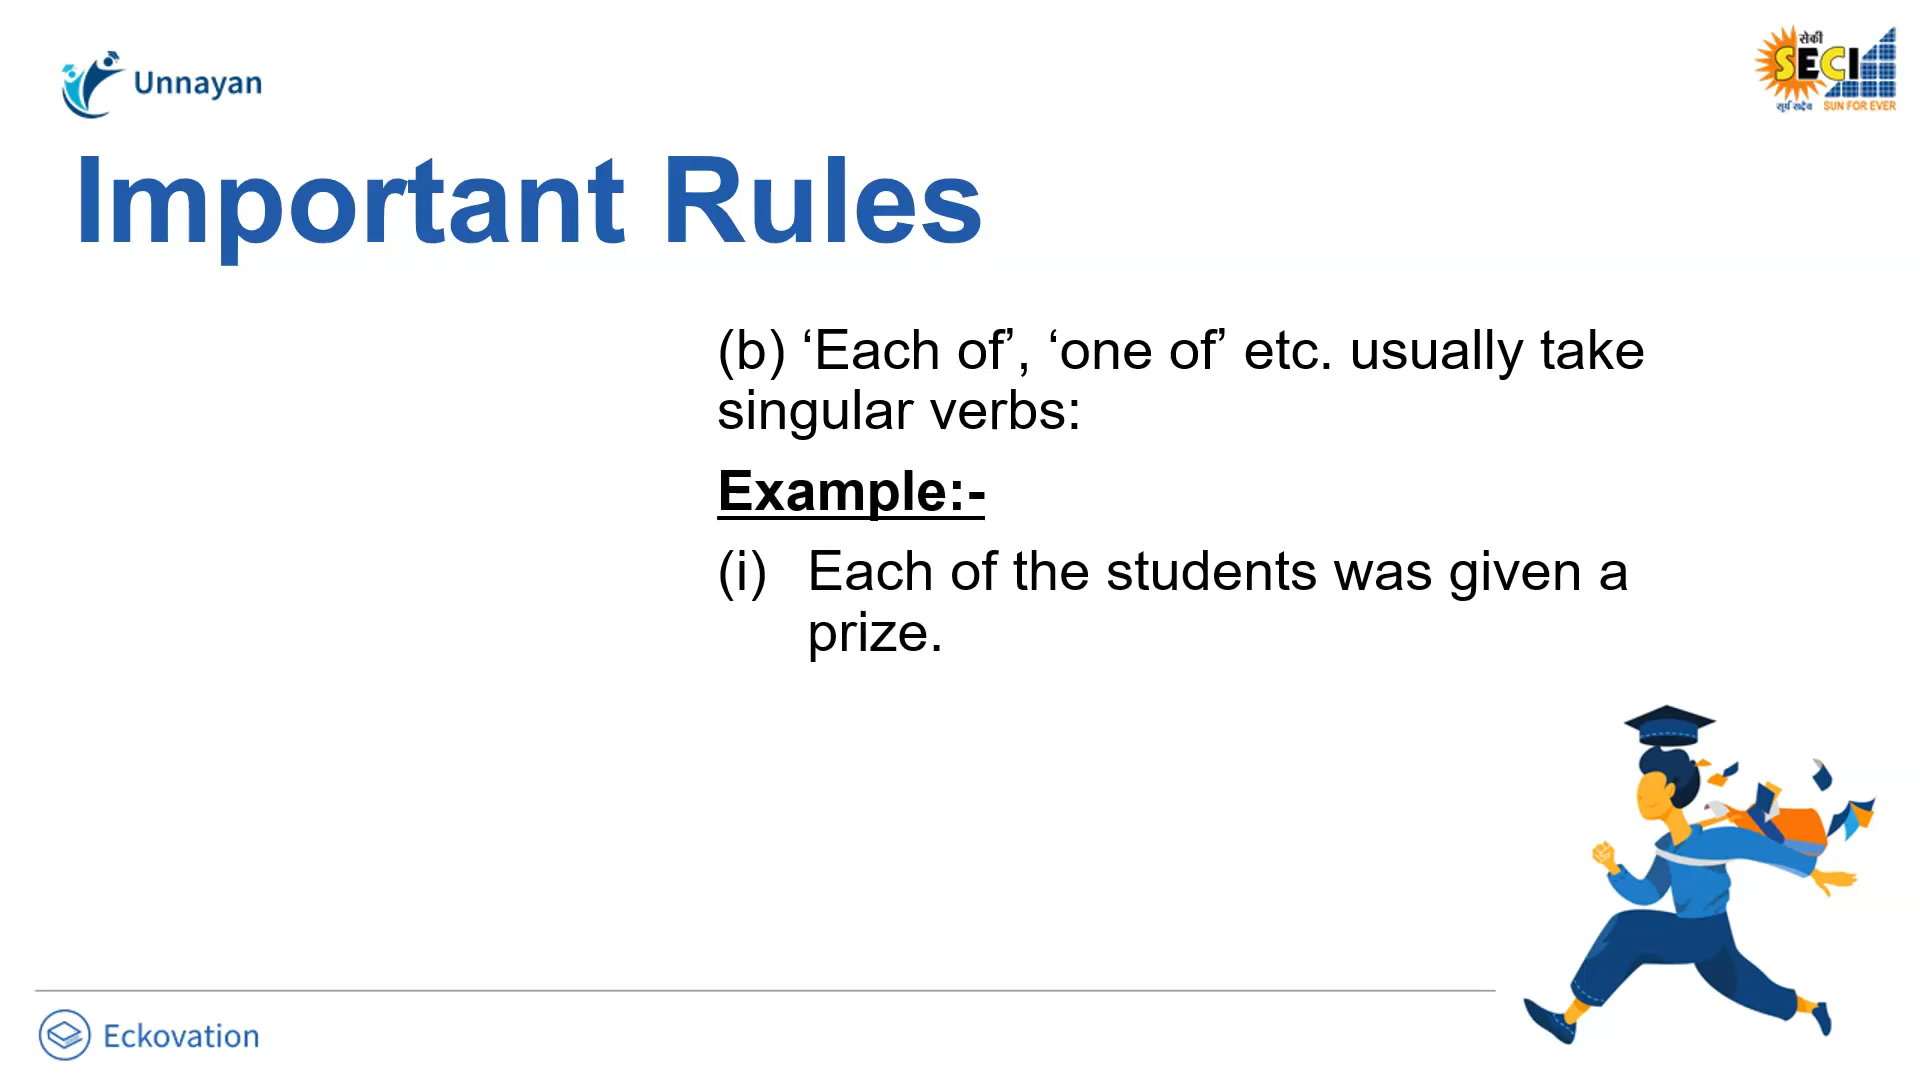 Unnayan
सेकी
SECI
सूर्य सदैव SUN FOR EVER
Important Rules
(b) ‘Each of’, ‘one of’ etc. usually take
singular verbs:
Example:-
(i) Each of the students was given a
prize.
Eckovation